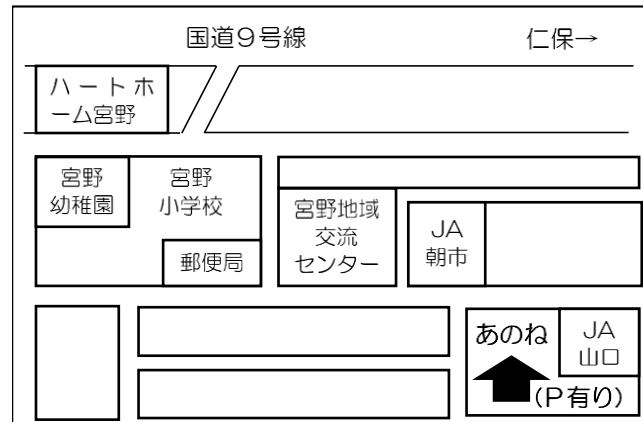 国道９号線
仁保→
ハートホ
ーム宮野
宮野
幼稚園
宮野
小学校
郵便局
宮野地域
交流
センター
JA
朝市
あのね
JA
山口
(Ｐ有り)